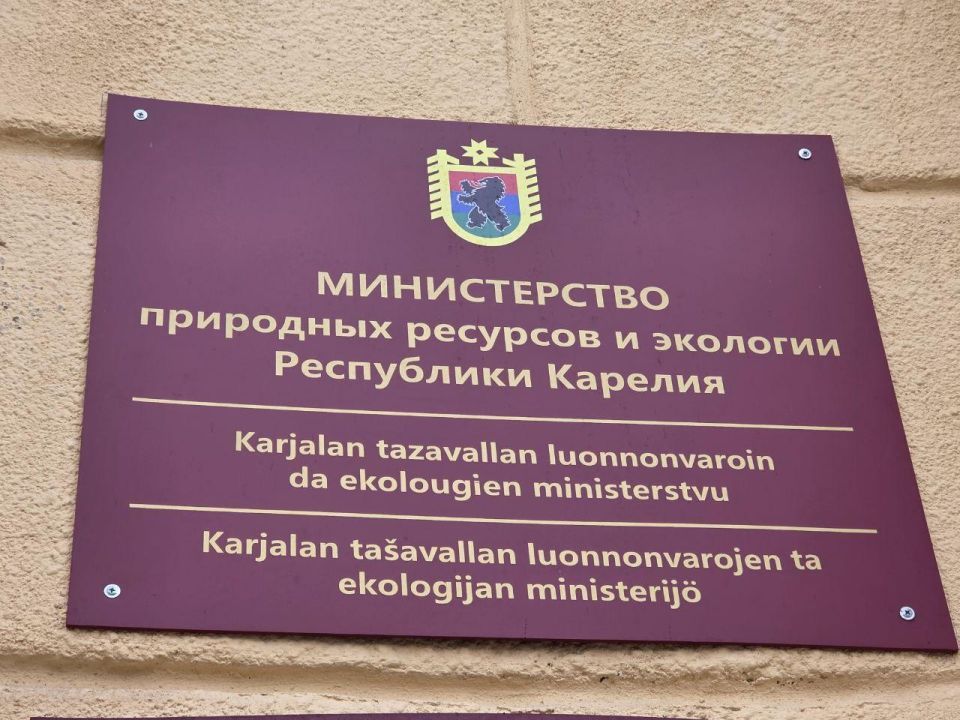 МИНИСТЕРСТВО
природных ресурсов и экологии
Республики Карелия
Karjalan tazavallan luonnonvaroin
da ekolougien ministerstvu
Karjalan tašavallan luonnonvarojen ta
ekologijan ministerijö